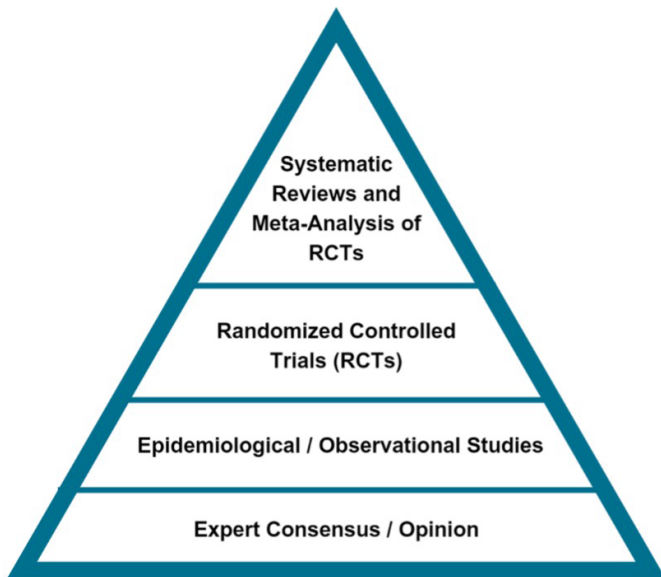 Systematic
Reviews and
Meta-Analysis of
RCTs
Randomized Controlled
Trials (RCTs)
Epidemiological / Observational Studies
Expert Consensus / Opinion